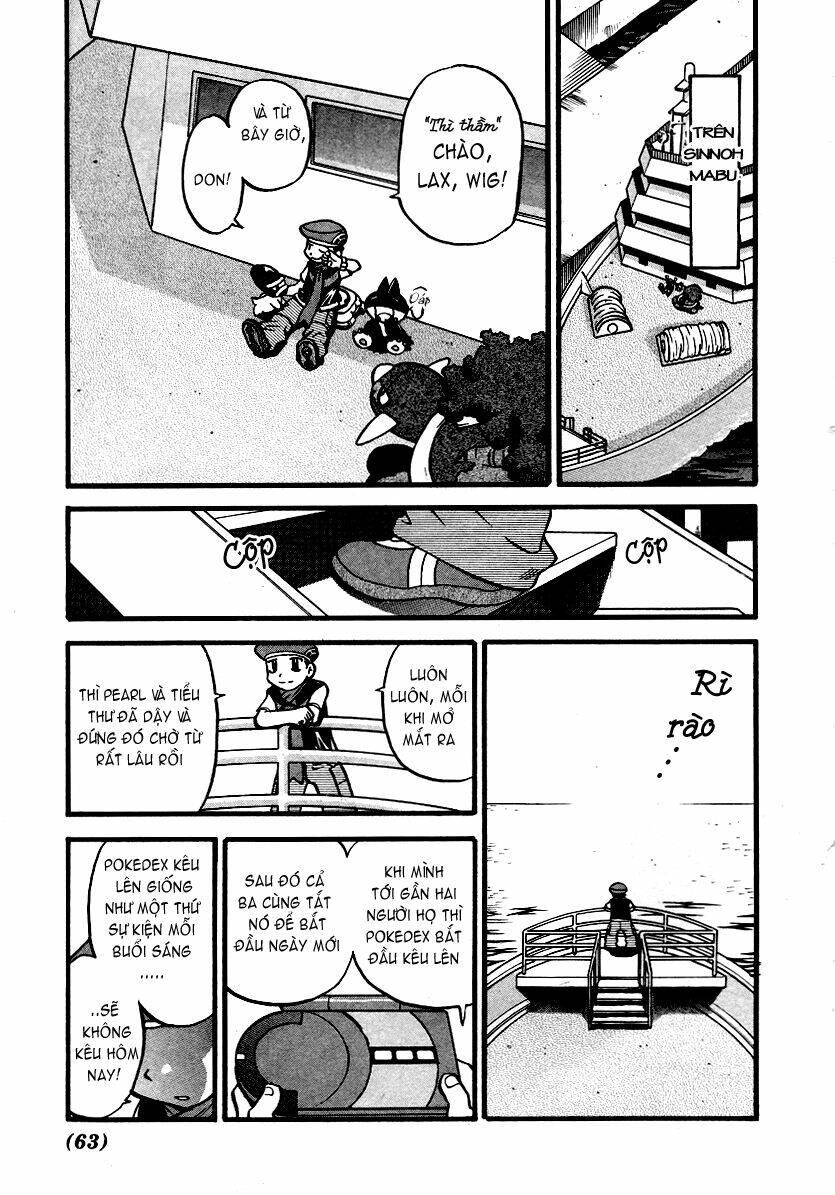 TRÊN
SINNOH
MABU
"Thì thầm"
CHÀO,
LAX, WIG!
VÀ TỪ
BÂY GIỜ,
DON!
Oáp
CỘP
CỘP
Rì
rào
...
LUÔN
LUÔN, MỖI
KHI MỞ
MẮT RA
THÌ PEARL VÀ TIỂU
THƯ ĐÃ DẬY VÀ
ĐỨNG ĐÓ CHỜ TỪ
RẤT LÂU RỒI
KHI MÌNH
TỚI GẦN HAI
NGƯỜI HỌ THÌ
POKEDEX BẮT
ĐẦU KÊU LÊN
SAU ĐÓ CẢ
BA CÙNG TẮT
NÓ ĐỂ BẮT
ĐẦU NGÀY MỚI
POKEDEX KÊU
LÊN GIỐNG
NHƯ MỘT THỨ
SỰ KIỆN MỖI
BUỔI SÁNG
.....
..SẼ
KHÔNG
KÊU HÔM
NAY!
(63)